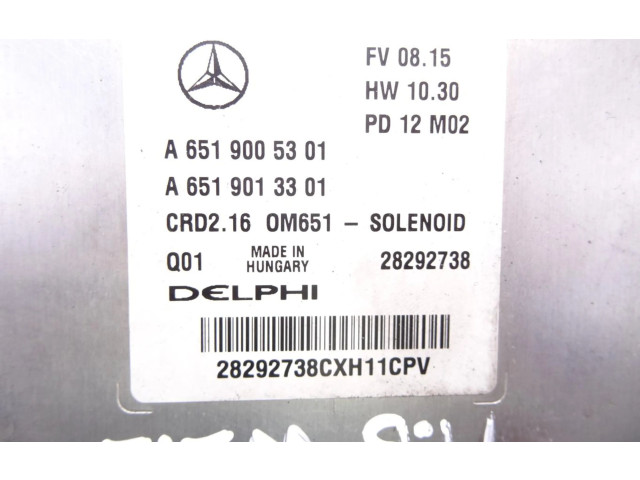 FV 08.15
HW 10.30
PD 12 M02
A 651 900 53 01
A 651 901 33 01
CRD2.16 OM651 – SOLENOID
Q01 MADE IN HUNGARY 28292738
DELPHI
28292738CXH11CPV